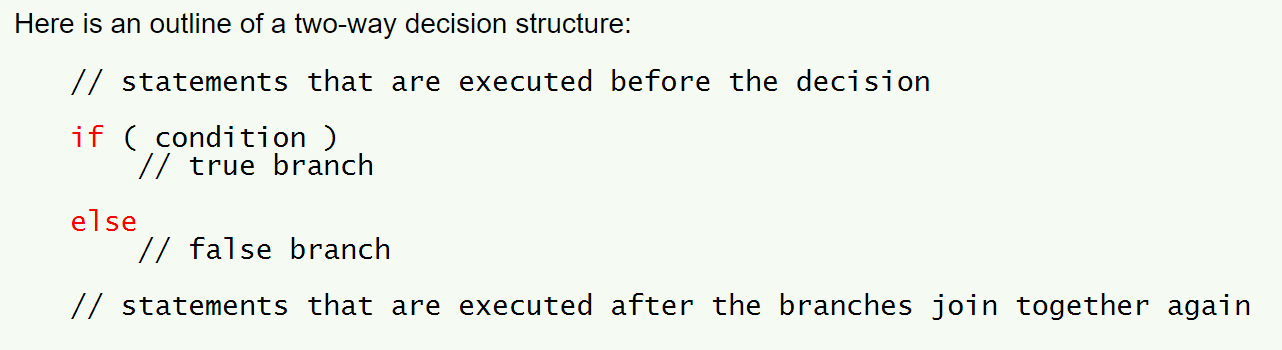 Here is an outline of a two-way decision structure:
// statements that are executed before the decision
if ( condition )
// true branch
else
// false branch
// statements that are executed after the branches join together again